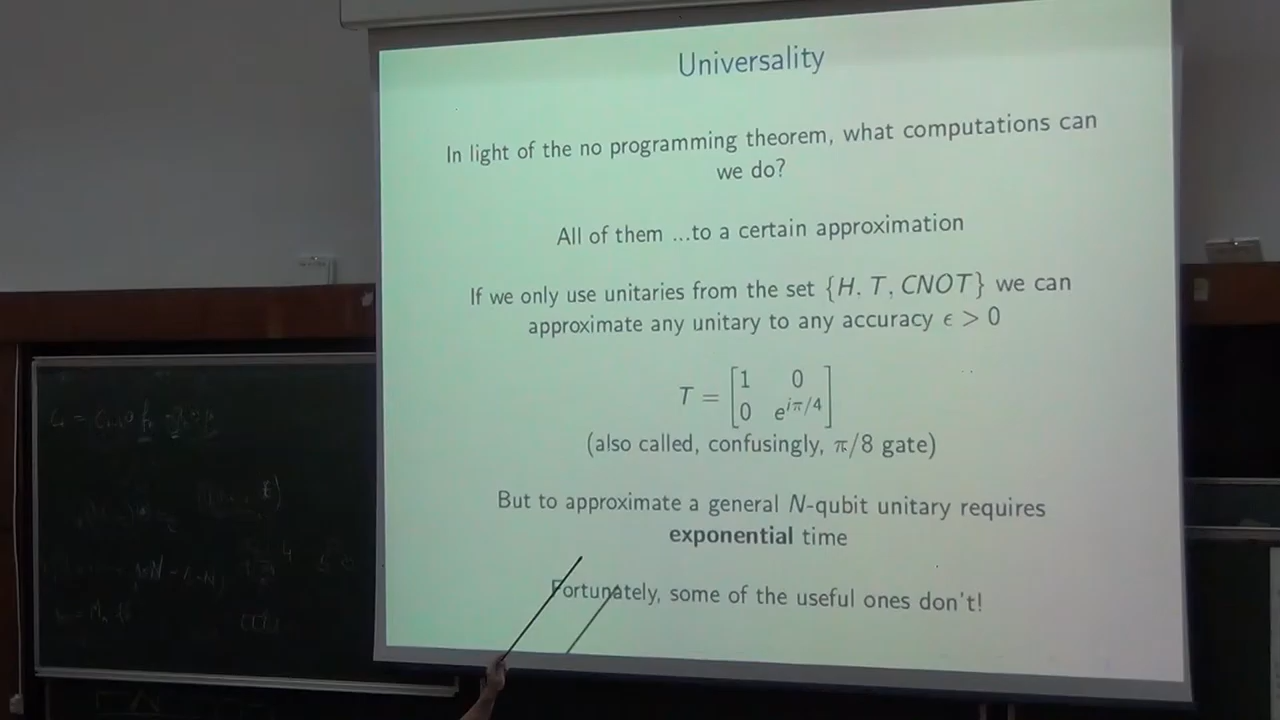 Universality
In light of the no programming theorem, what computations can
we do?
All of them ...to a certain approximation
If we only use unitaries from the set {H, T, CNOT} we can
approximate any unitary to any accuracy ϵ > 0
T = [1 0
0 e^{iπ/4}]
(also called, confusingly, π/8 gate)
But to approximate a general N-qubit unitary requires
exponential time
Fortunately, some of the useful ones don't!